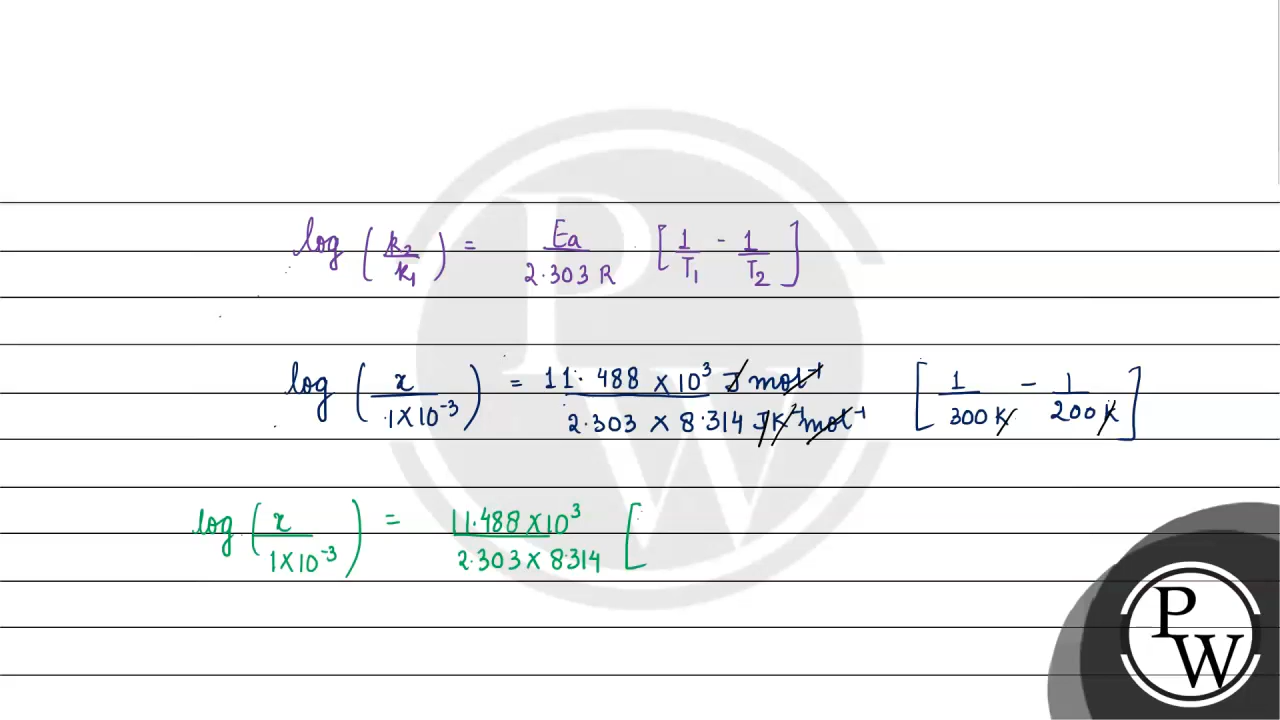 log (k₂/k₁) = Ea/2.303 R [1/T₁ - 1/T₂]
log (x/1×10⁻³) = 11.488 × 10³ J mol⁻¹/2.303 × 8.314 JK⁻¹ mol⁻¹ [1/300 K - 1/200 K]
log (x/1×10⁻³) = 11.488 × 10³/2.303 × 8.314 [
P
W
P
W